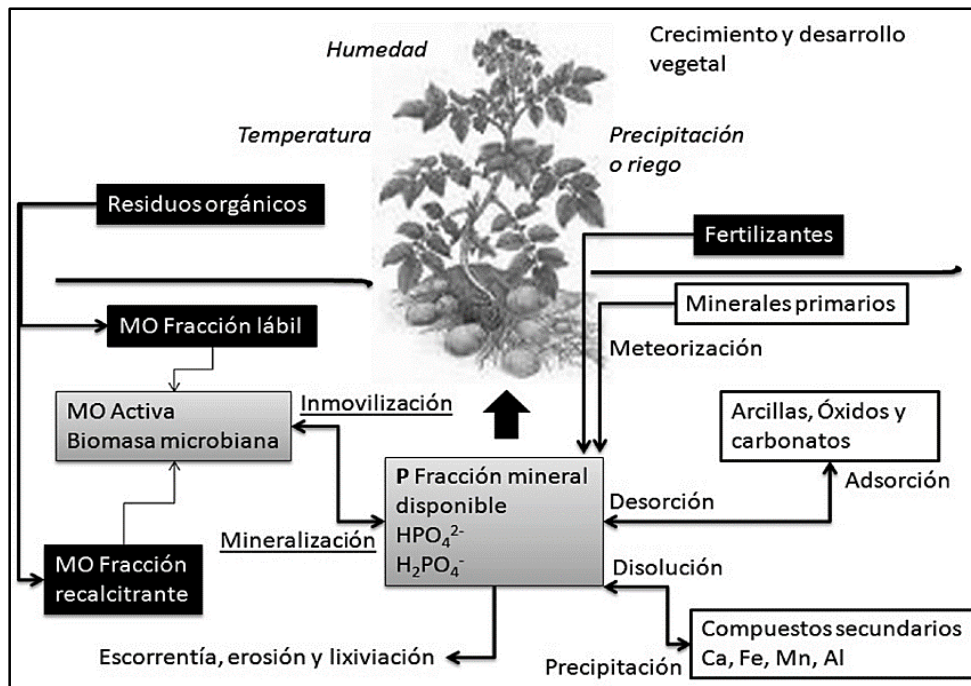 Humedad
Crecimiento y desarrollo
vegetal
Temperatura
Precipitación
o riego
Residuos orgánicos
Fertilizantes
Minerales primarios
MO Fracción lábil
Meteorización
Inmovilización
MO Activa
Biomasa microbiana
Arcillas, Óxidos y
carbonatos
P Fracción mineral
disponible
HPO₄²⁻
H₂PO₄⁻
Desorción
Adsorción
Mineralización
MO Fracción
recalcitrante
Disolución
Compuestos secundarios
Ca, Fe, Mn, Al
Escorrentía, erosión y lixiviación
Precipitación